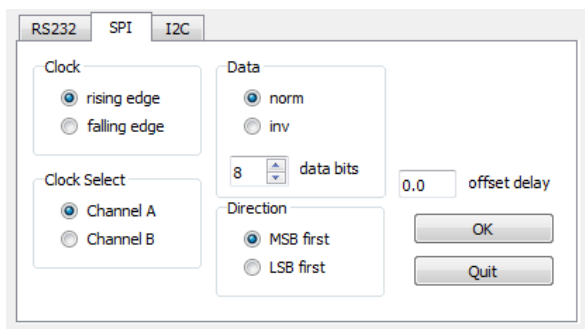 RS232 SPI I2C
Clock
rising edge
falling edge
Clock Select
Channel A
Channel B
Data
norm
inv
8 data bits
Direction
MSB first
LSB first
0.0 offset delay
OK
Quit